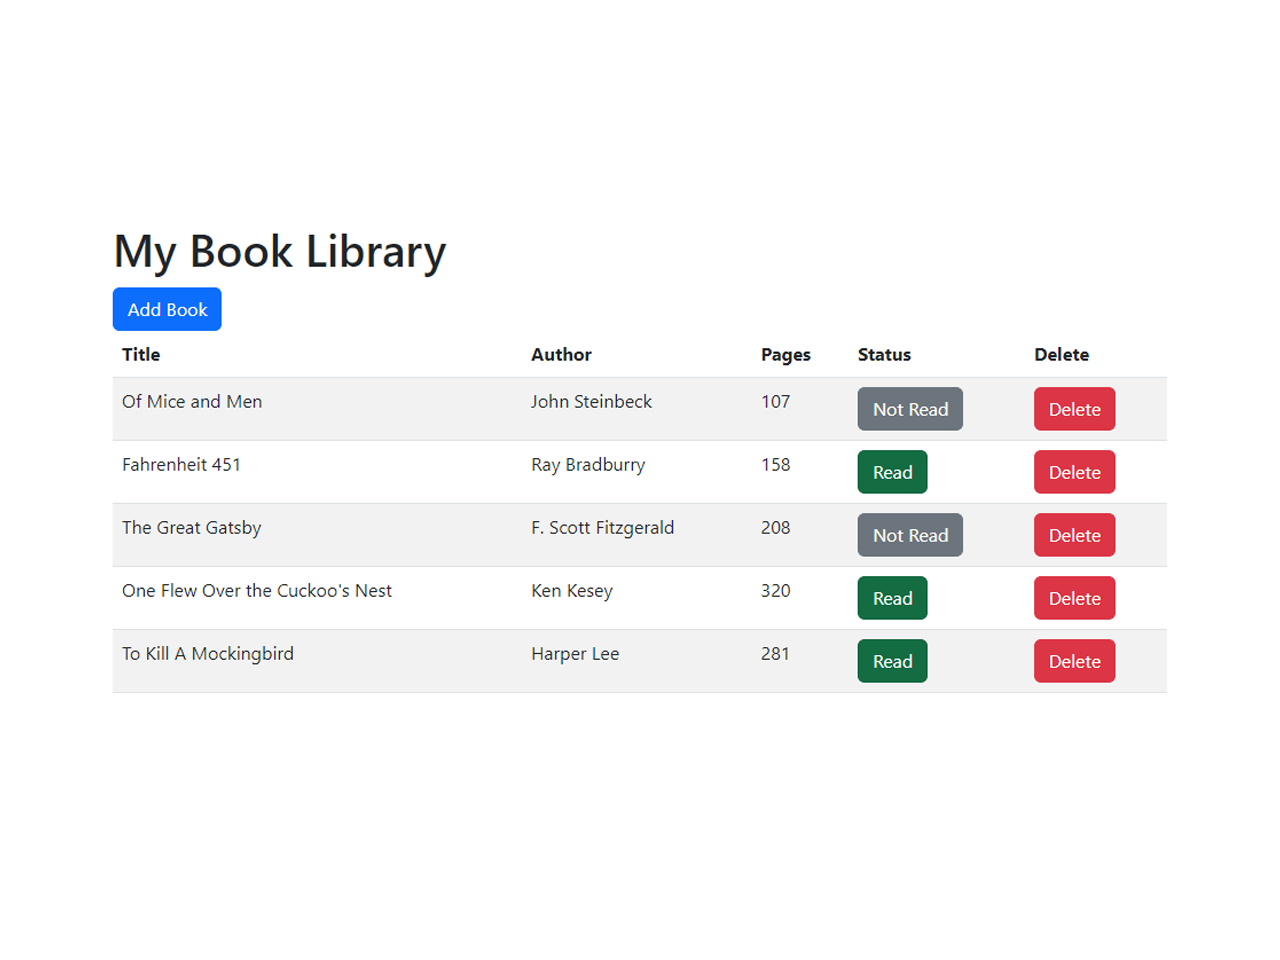 My Book Library
Add Book
Title Author Pages Status Delete
Of Mice and Men John Steinbeck 107 Not Read Delete
Fahrenheit 451 Ray Bradburry 158 Read Delete
The Great Gatsby F. Scott Fitzgerald 208 Not Read Delete
One Flew Over the Cuckoo's Nest Ken Kesey 320 Read Delete
To Kill A Mockingbird Harper Lee 281 Read Delete